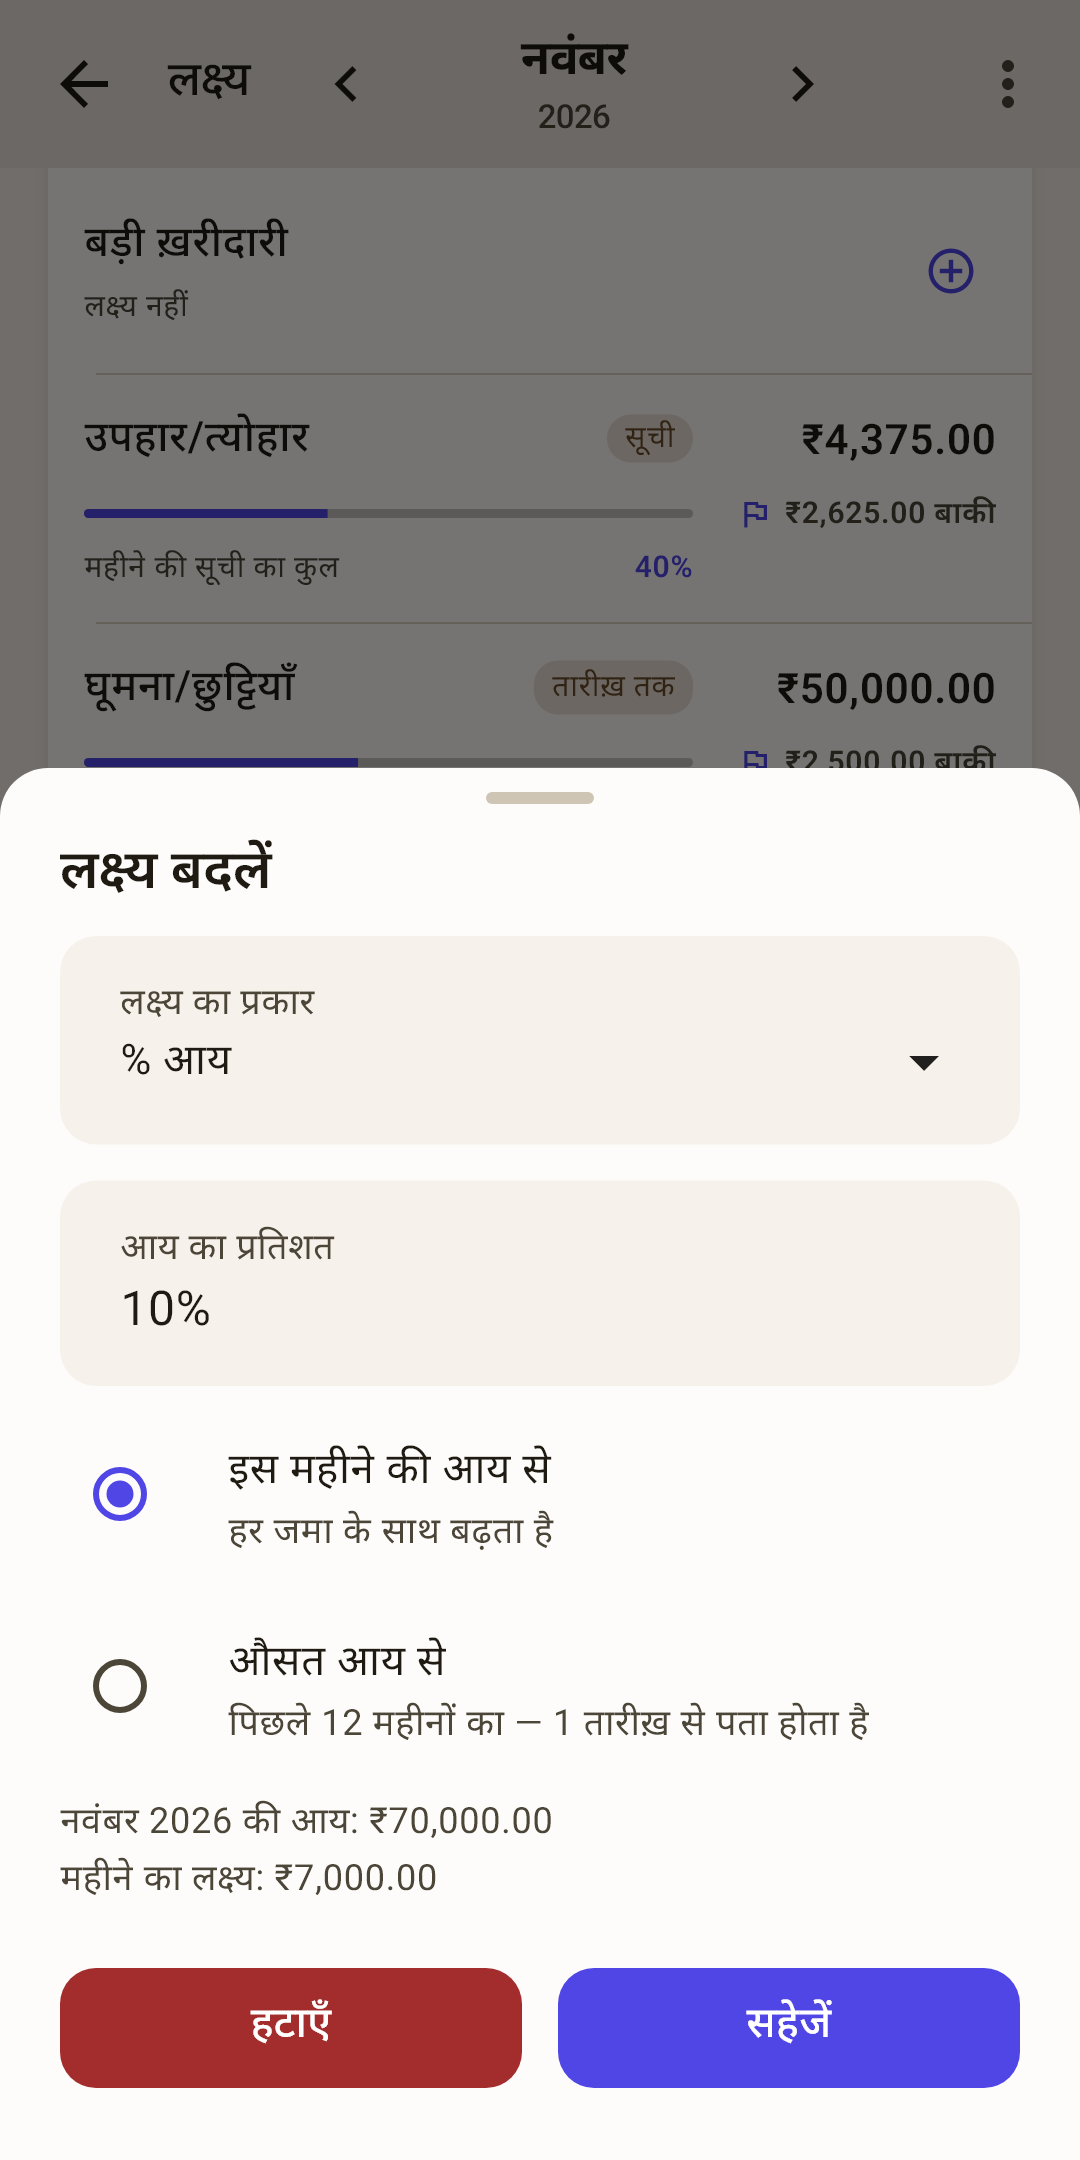 लक्ष्य
नवंबर
2026
बड़ी ख़रीदारी
लक्ष्य नहीं
उपहार/त्योहार
सूची
₹4,375.00
₹2,625.00 बाकी
महीने की सूची का कुल
40%
घूमना/छुट्टियाँ
तारीख़ तक
₹50,000.00
₹2,500.00 बाकी
लक्ष्य बदलें
लक्ष्य का प्रकार
% आय
आय का प्रतिशत
10%
इस महीने की आय से
हर जमा के साथ बढ़ता है
औसत आय से
पिछले 12 महीनों का — 1 तारीख़ से पता होता है
नवंबर 2026 की आय: ₹70,000.00
महीने का लक्ष्य: ₹7,000.00
हटाएँ
सहेजें